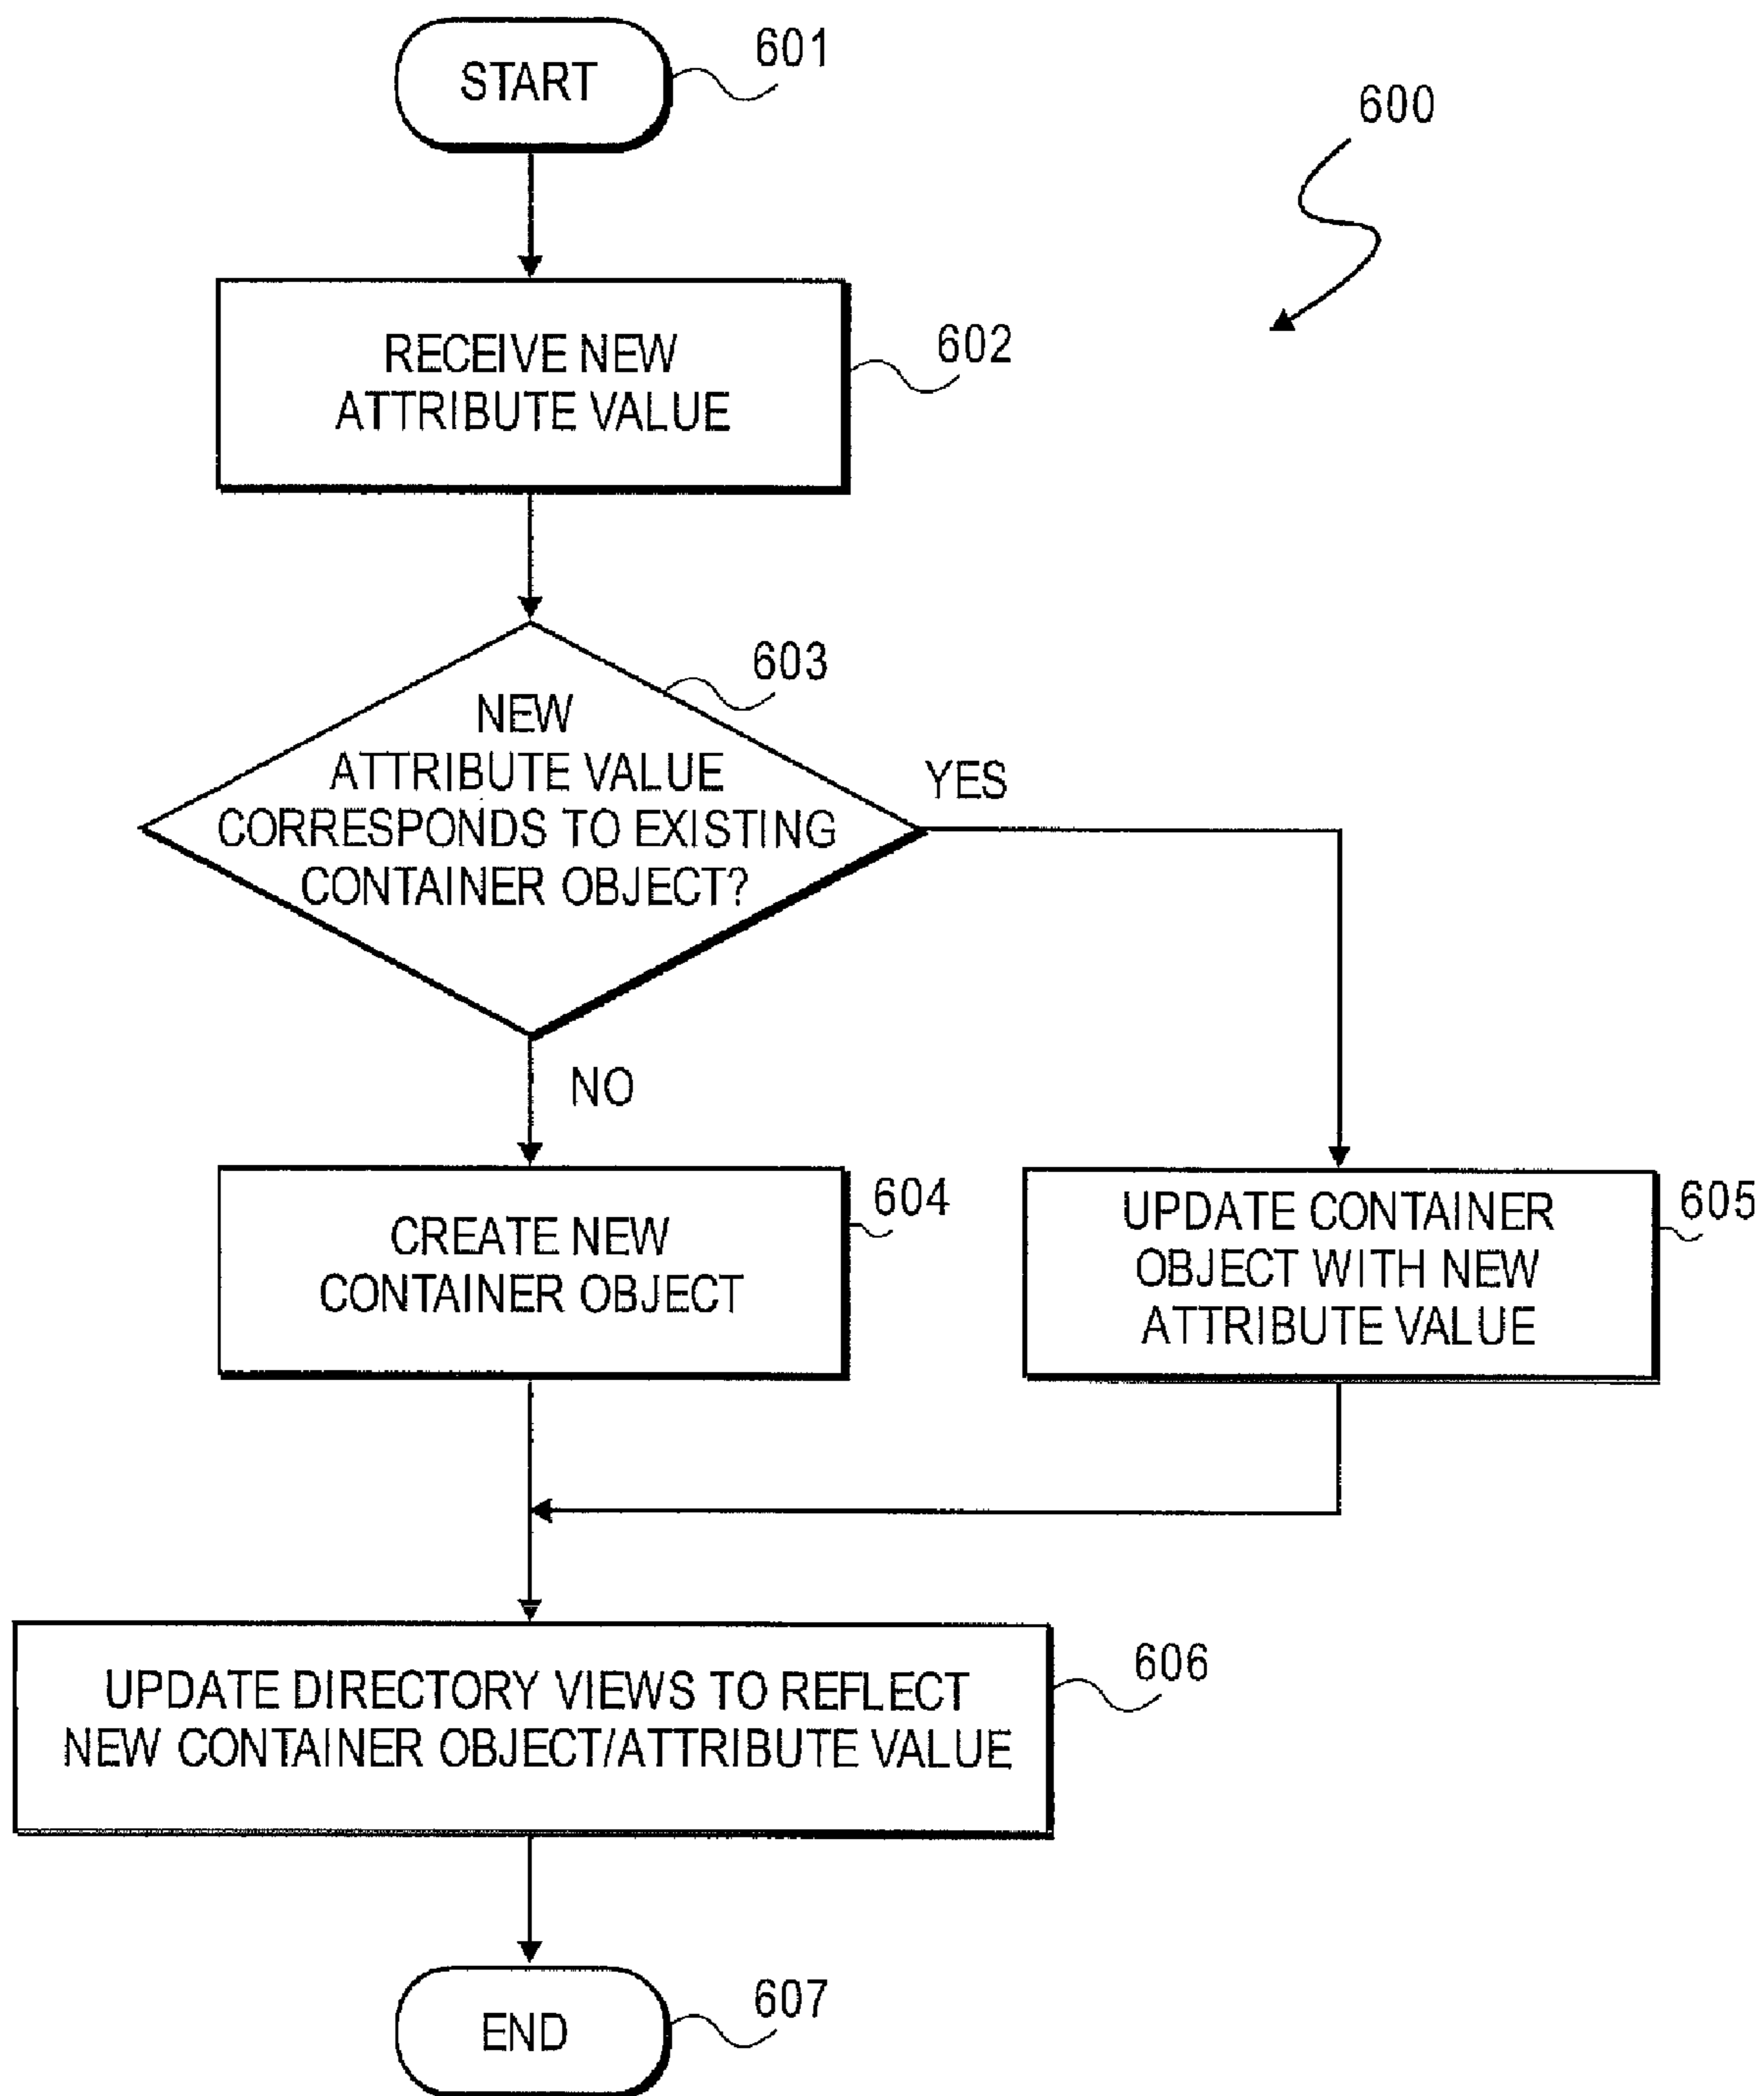 START
601
600
RECEIVE NEW
ATTRIBUTE VALUE
602
603
NEW
ATTRIBUTE VALUE
CORRESPONDS TO EXISTING
CONTAINER OBJECT?
YES
NO
CREATE NEW
CONTAINER OBJECT
604
UPDATE CONTAINER
OBJECT WITH NEW
ATTRIBUTE VALUE
605
UPDATE DIRECTORY VIEWS TO REFLECT
NEW CONTAINER OBJECT/ATTRIBUTE VALUE
606
END
607